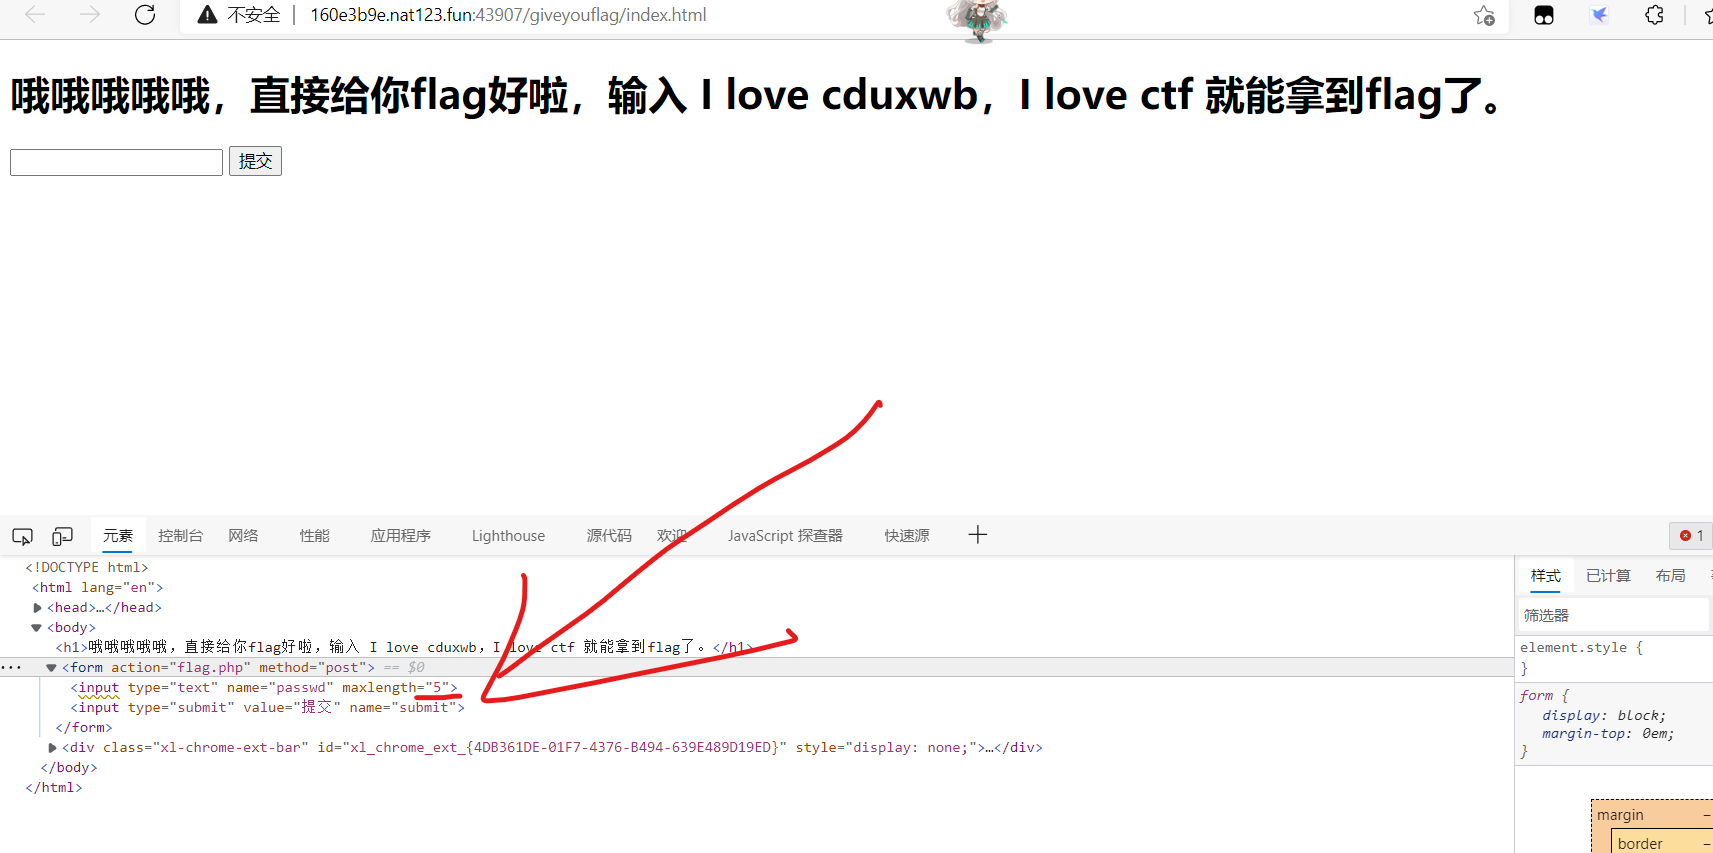 不安全 | 160e3b9e.nat123.fun:43907/giveyouflag/index.html
哦哦哦哦哦，直接给你flag好啦，输入 I love cduxwb，I love ctf 就能拿到flag了。
提交
元素 控制台 网络 性能 应用程序 Lighthouse 源代码 欢迎 JavaScript 探查器 快速源 1
<!DOCTYPE html>
<html lang="en">
<head>…</head>
<body>
<h1>哦哦哦哦哦，直接给你flag好啦，输入 I love cduxwb，I love ctf 就能拿到flag了。</h1>
<form action="flag.php" method="post"> == $0
<input type="text" name="passwd" maxlength="5">
<input type="submit" value="提交" name="submit">
</form>
<div class="xl-chrome-ext-bar" id="xl_chrome_ext_{4DB361DE-01F7-4376-B494-639E489D19ED}" style="display: none;">…</div>
</body>
</html>
样式 已计算 布局
筛选器
element.style {
}
form {
display: block;
margin-top: 0em;
}
margin –
border –